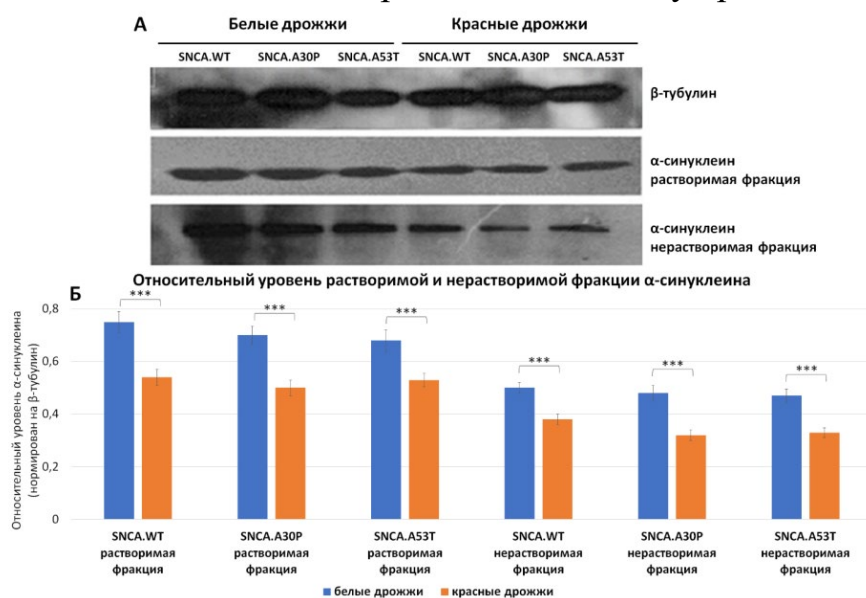 А
Белые дрожжи Красные дрожжи
SNCA.WT SNCA.A30P SNCA.A53T SNCA.WT SNCA.A30P SNCA.A53T
β-тубулин
α-синуклеин
растворимая фракция
α-синуклеин
нерастворимая фракция
Относительный уровень растворимой и нерастворимой фракции α-синуклеина
Б
Относительный уровень α-синуклеина
(нормирован на β-тубулин)
0,8
0,6
0,4
0,2
0
*** *** *** *** *** ***
SNCA.WT растворимая фракция
SNCA.A30P растворимая фракция
SNCA.A53T растворимая фракция
SNCA.WT нерастворимая фракция
SNCA.A30P нерастворимая фракция
SNCA.A53T нерастворимая фракция
белые дрожжи красные дрожжи